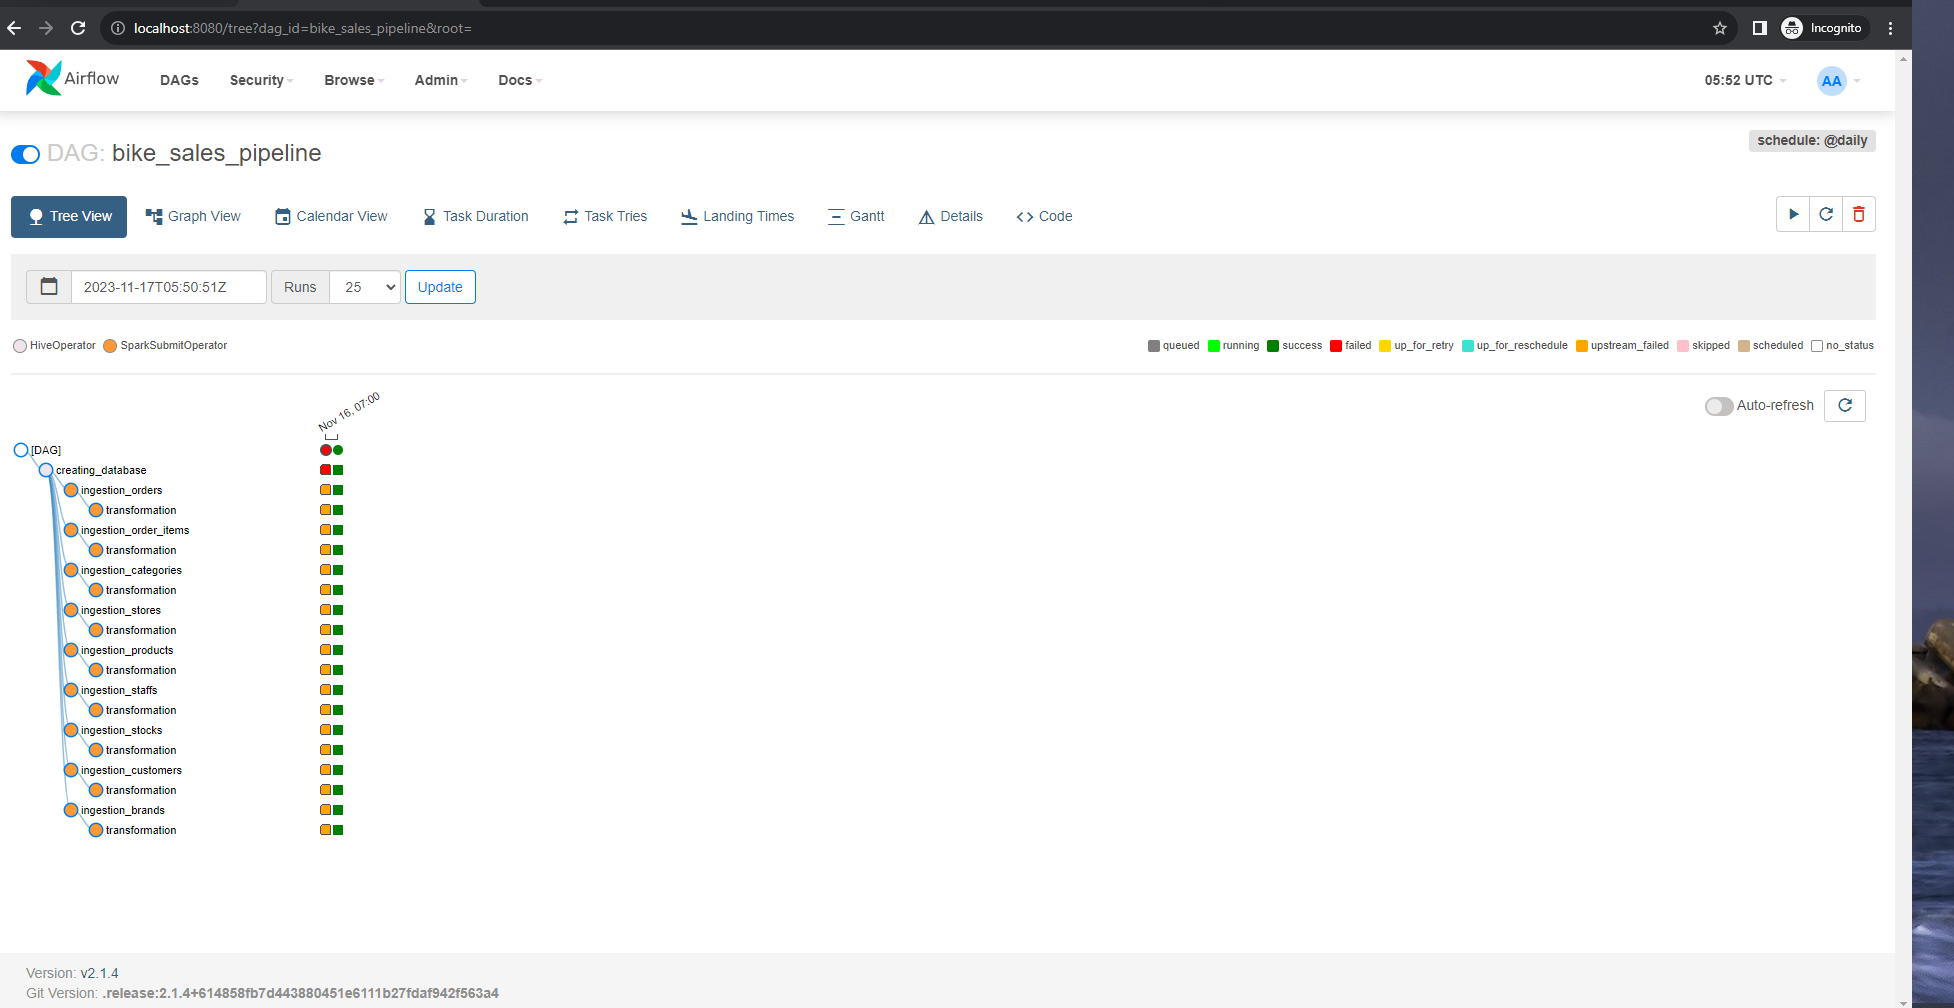 localhost:8080/tree?dag_id=bike_sales_pipeline&root=
Incognito
Airflow
DAGs
Security
Browse
Admin
Docs
05:52 UTC
AA
DAG: bike_sales_pipeline
schedule: @daily
Tree View
Graph View
Calendar View
Task Duration
Task Tries
Landing Times
Gantt
Details
Code
2023-11-17T05:50:51Z
Runs
25
Update
HiveOperator
SparkSubmitOperator
queued
running
success
failed
up_for_retry
up_for_reschedule
upstream_failed
skipped
scheduled
no_status
Auto-refresh
Nov 16, 07:00
[DAG]
creating_database
ingestion_orders
transformation
ingestion_order_items
transformation
ingestion_categories
transformation
ingestion_stores
transformation
ingestion_products
transformation
ingestion_staffs
transformation
ingestion_stocks
transformation
ingestion_customers
transformation
ingestion_brands
transformation
Version: v2.1.4
Git Version: .release:2.1.4+614858fb7d443880451e6111b27fdaf942f563a4